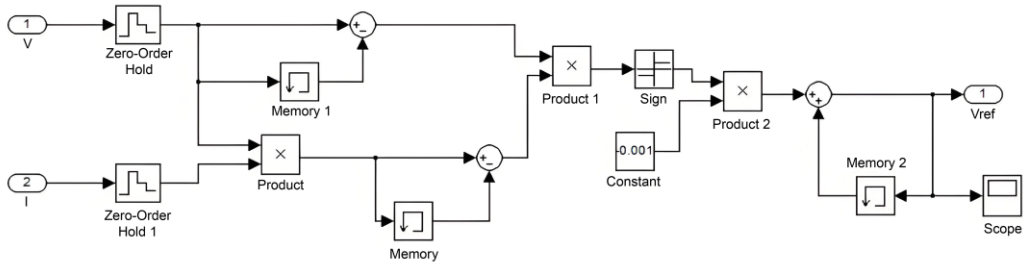 1
V
Zero-Order
Hold
+-
Memory 1
×
Product 1
Sign
×
Product 2
-0.001
Constant
+
+
1
Vref
Memory 2
Scope
2
I
Zero-Order
Hold 1
×
Product
+-
Memory